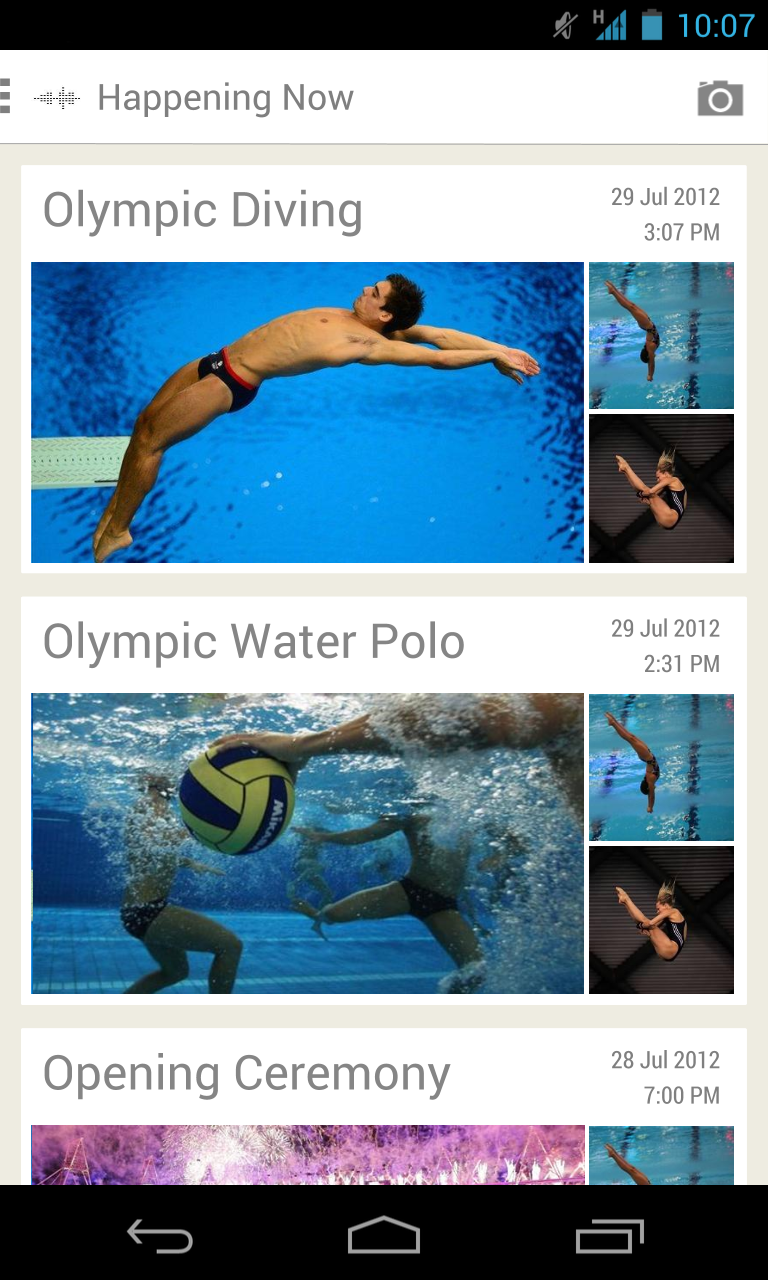 H 10:07
Happening Now
Olympic Diving
29 Jul 2012
3:07 PM
Olympic Water Polo
29 Jul 2012
2:31 PM
MIKASA
Opening Ceremony
28 Jul 2012
7:00 PM